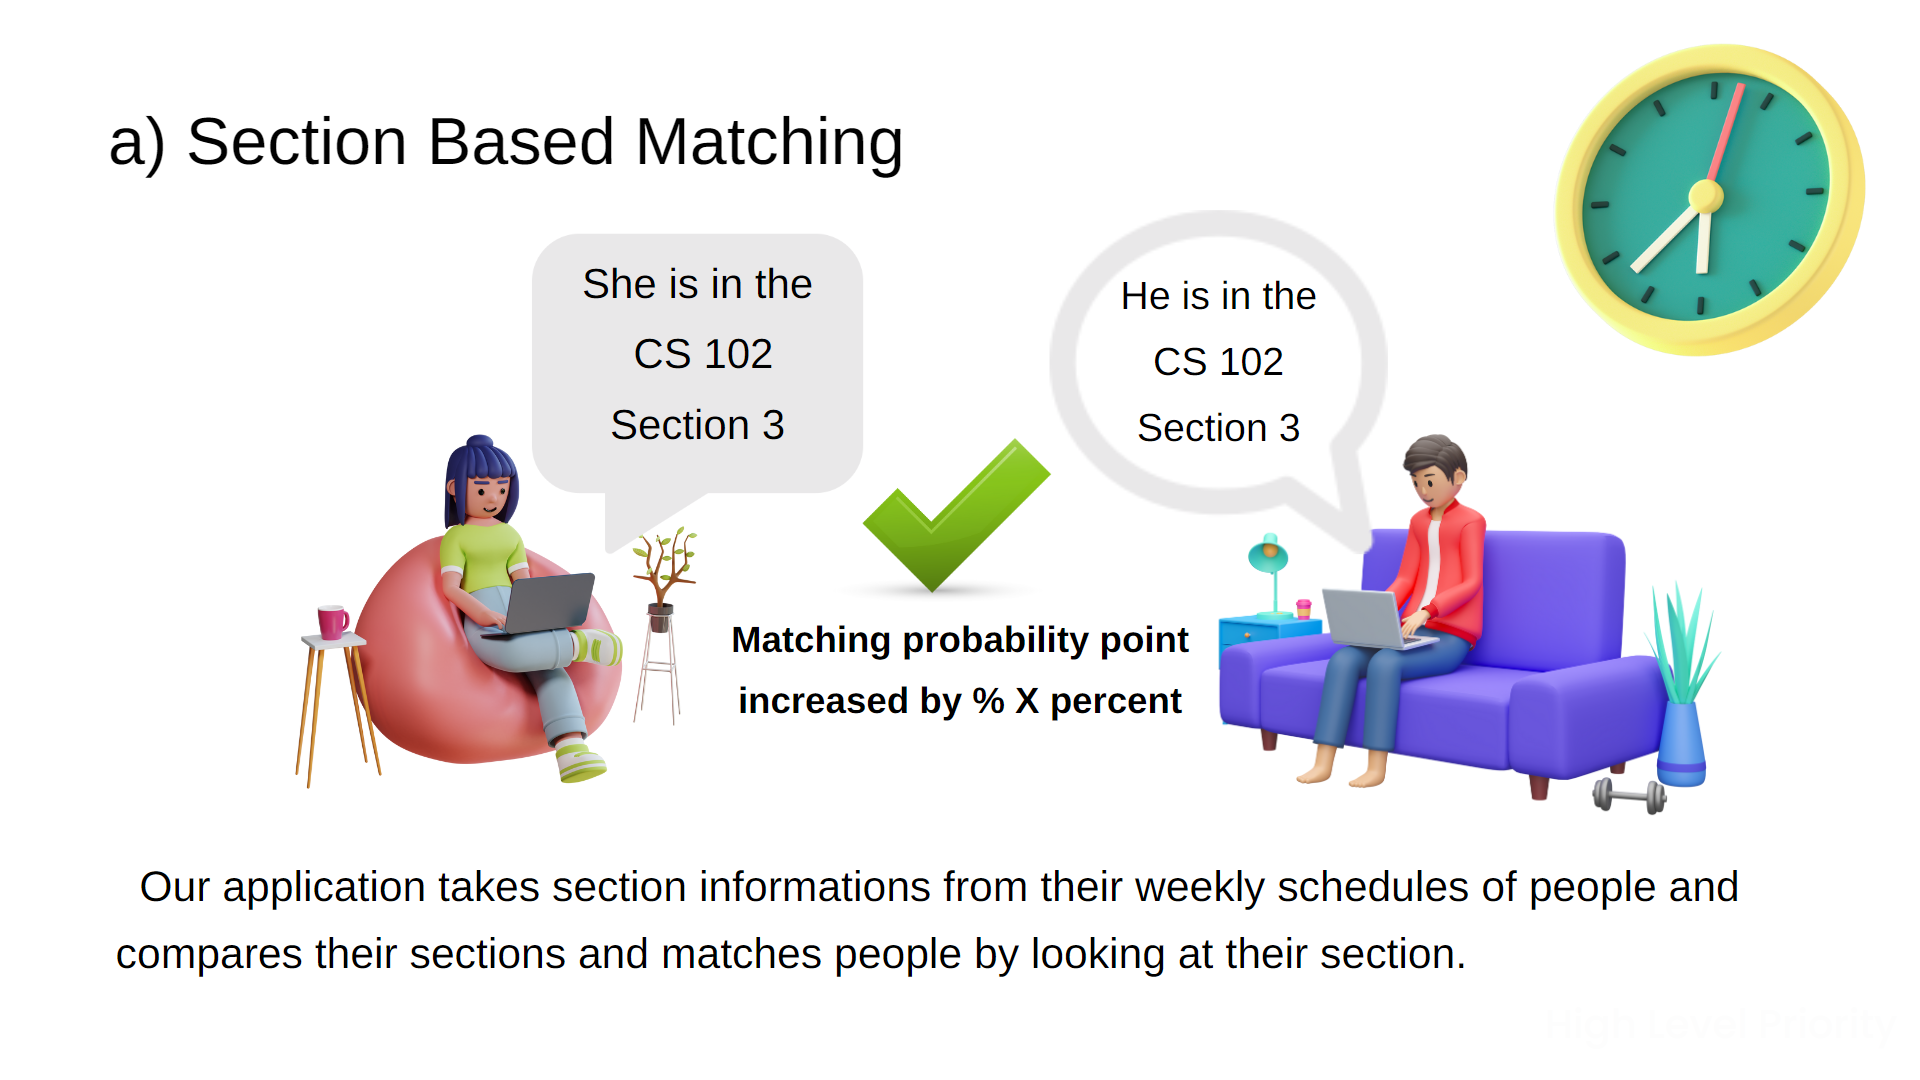 a) Section Based Matching
She is in the
CS 102
Section 3
He is in the
CS 102
Section 3
Matching probability point
increased by % X percent
Our application takes section informations from their weekly schedules of people and
compares their sections and matches people by looking at their section.
High Level Priority